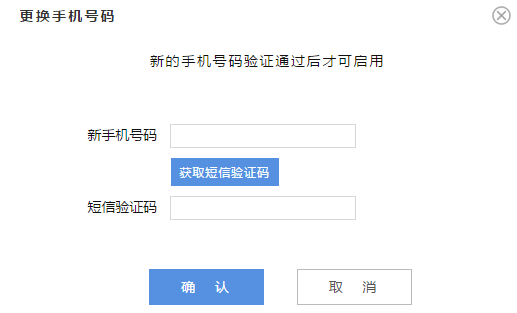 更换手机号码
新的手机号码验证通过后才可启用
新手机号码
获取短信验证码
短信验证码
确 认
取 消